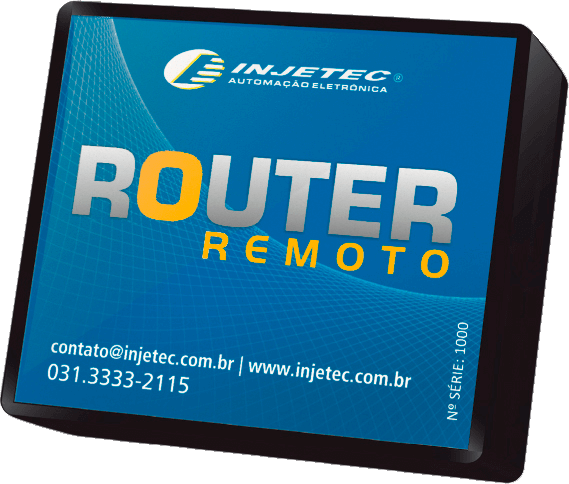 INJETEC®
AUTOMAÇÃO ELETRÔNICA
ROUTER
REMOTO
contato@injetec.com.br | www.injetec.com.br
031.3333-2115
Nº SÉRIE: 1000